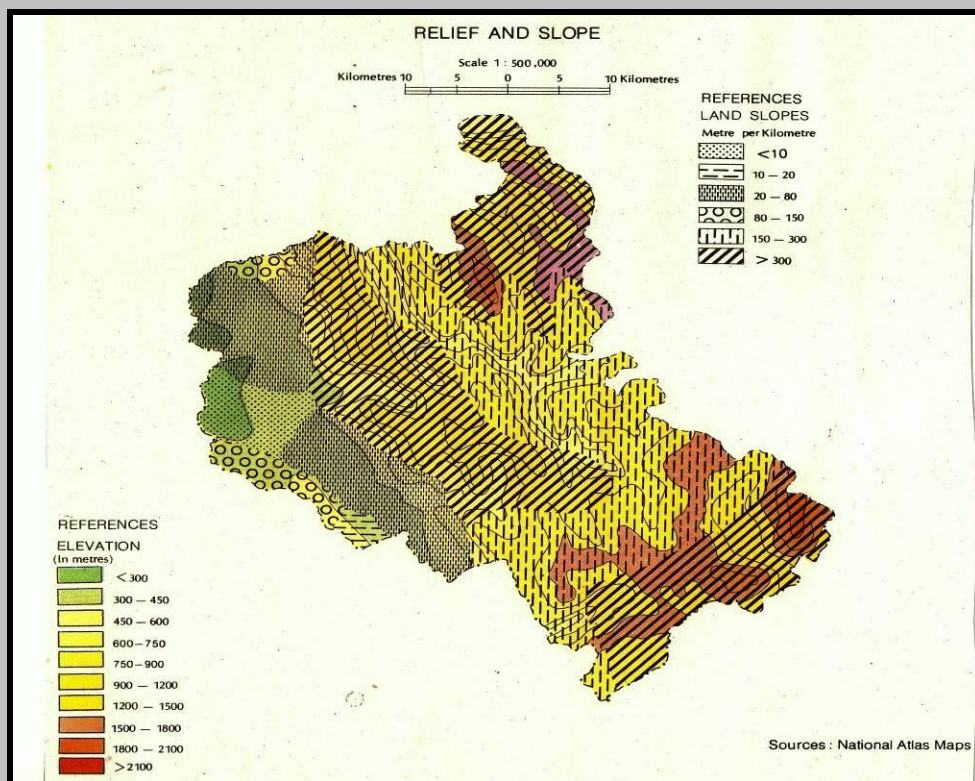 RELIEF AND SLOPE
Scale 1 : 500,000
Kilometres 10 5 0 5 10 Kilometres
REFERENCES
LAND SLOPES
Metre per Kilometre
<10
10 — 20
20 — 80
80 — 150
150 — 300
> 300
REFERENCES
ELEVATION
(In metres)
<300
300 — 450
450 — 600
600—750
750—900
900 — 1200
1200 — 1500
1500 — 1800
1800 — 2100
>2100
Sources : National Atlas Maps